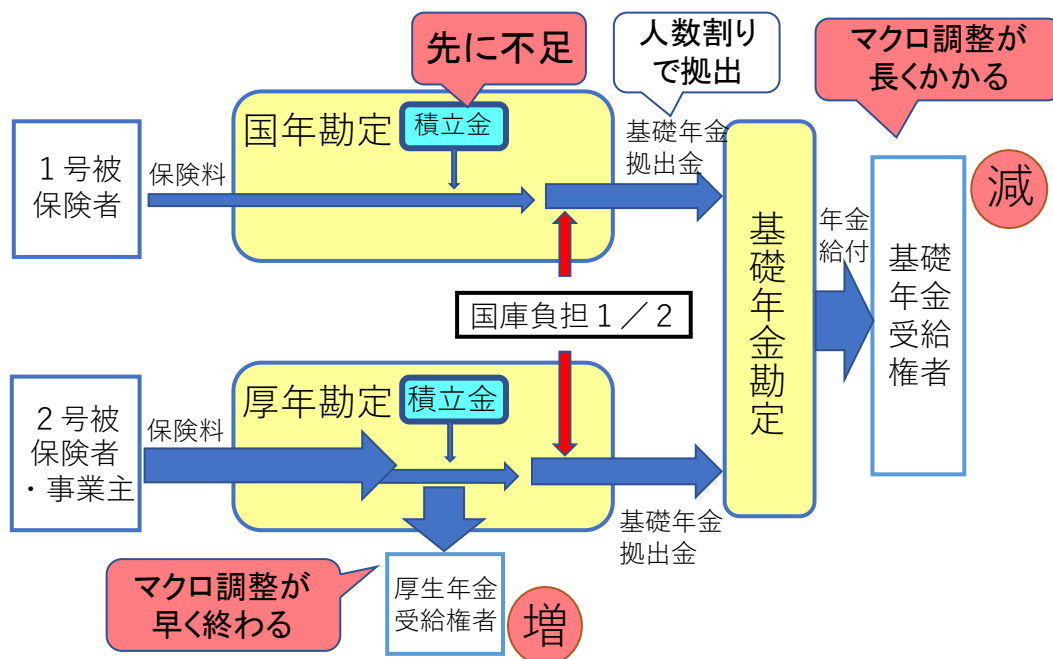 先に不足
人数割り
で拠出
マクロ調整が
長くかかる
国年勘定
積立金
基礎年金
拠出金
1号被
保険者
保険料
減
年金
給付
基礎年金勘定
基礎
年金
受給
権者
国庫負担1/2
厚年勘定
積立金
2号被
保険者
・事業主
保険料
基礎年金
拠出金
マクロ調整が
早く終わる
厚生年金
受給権者
増